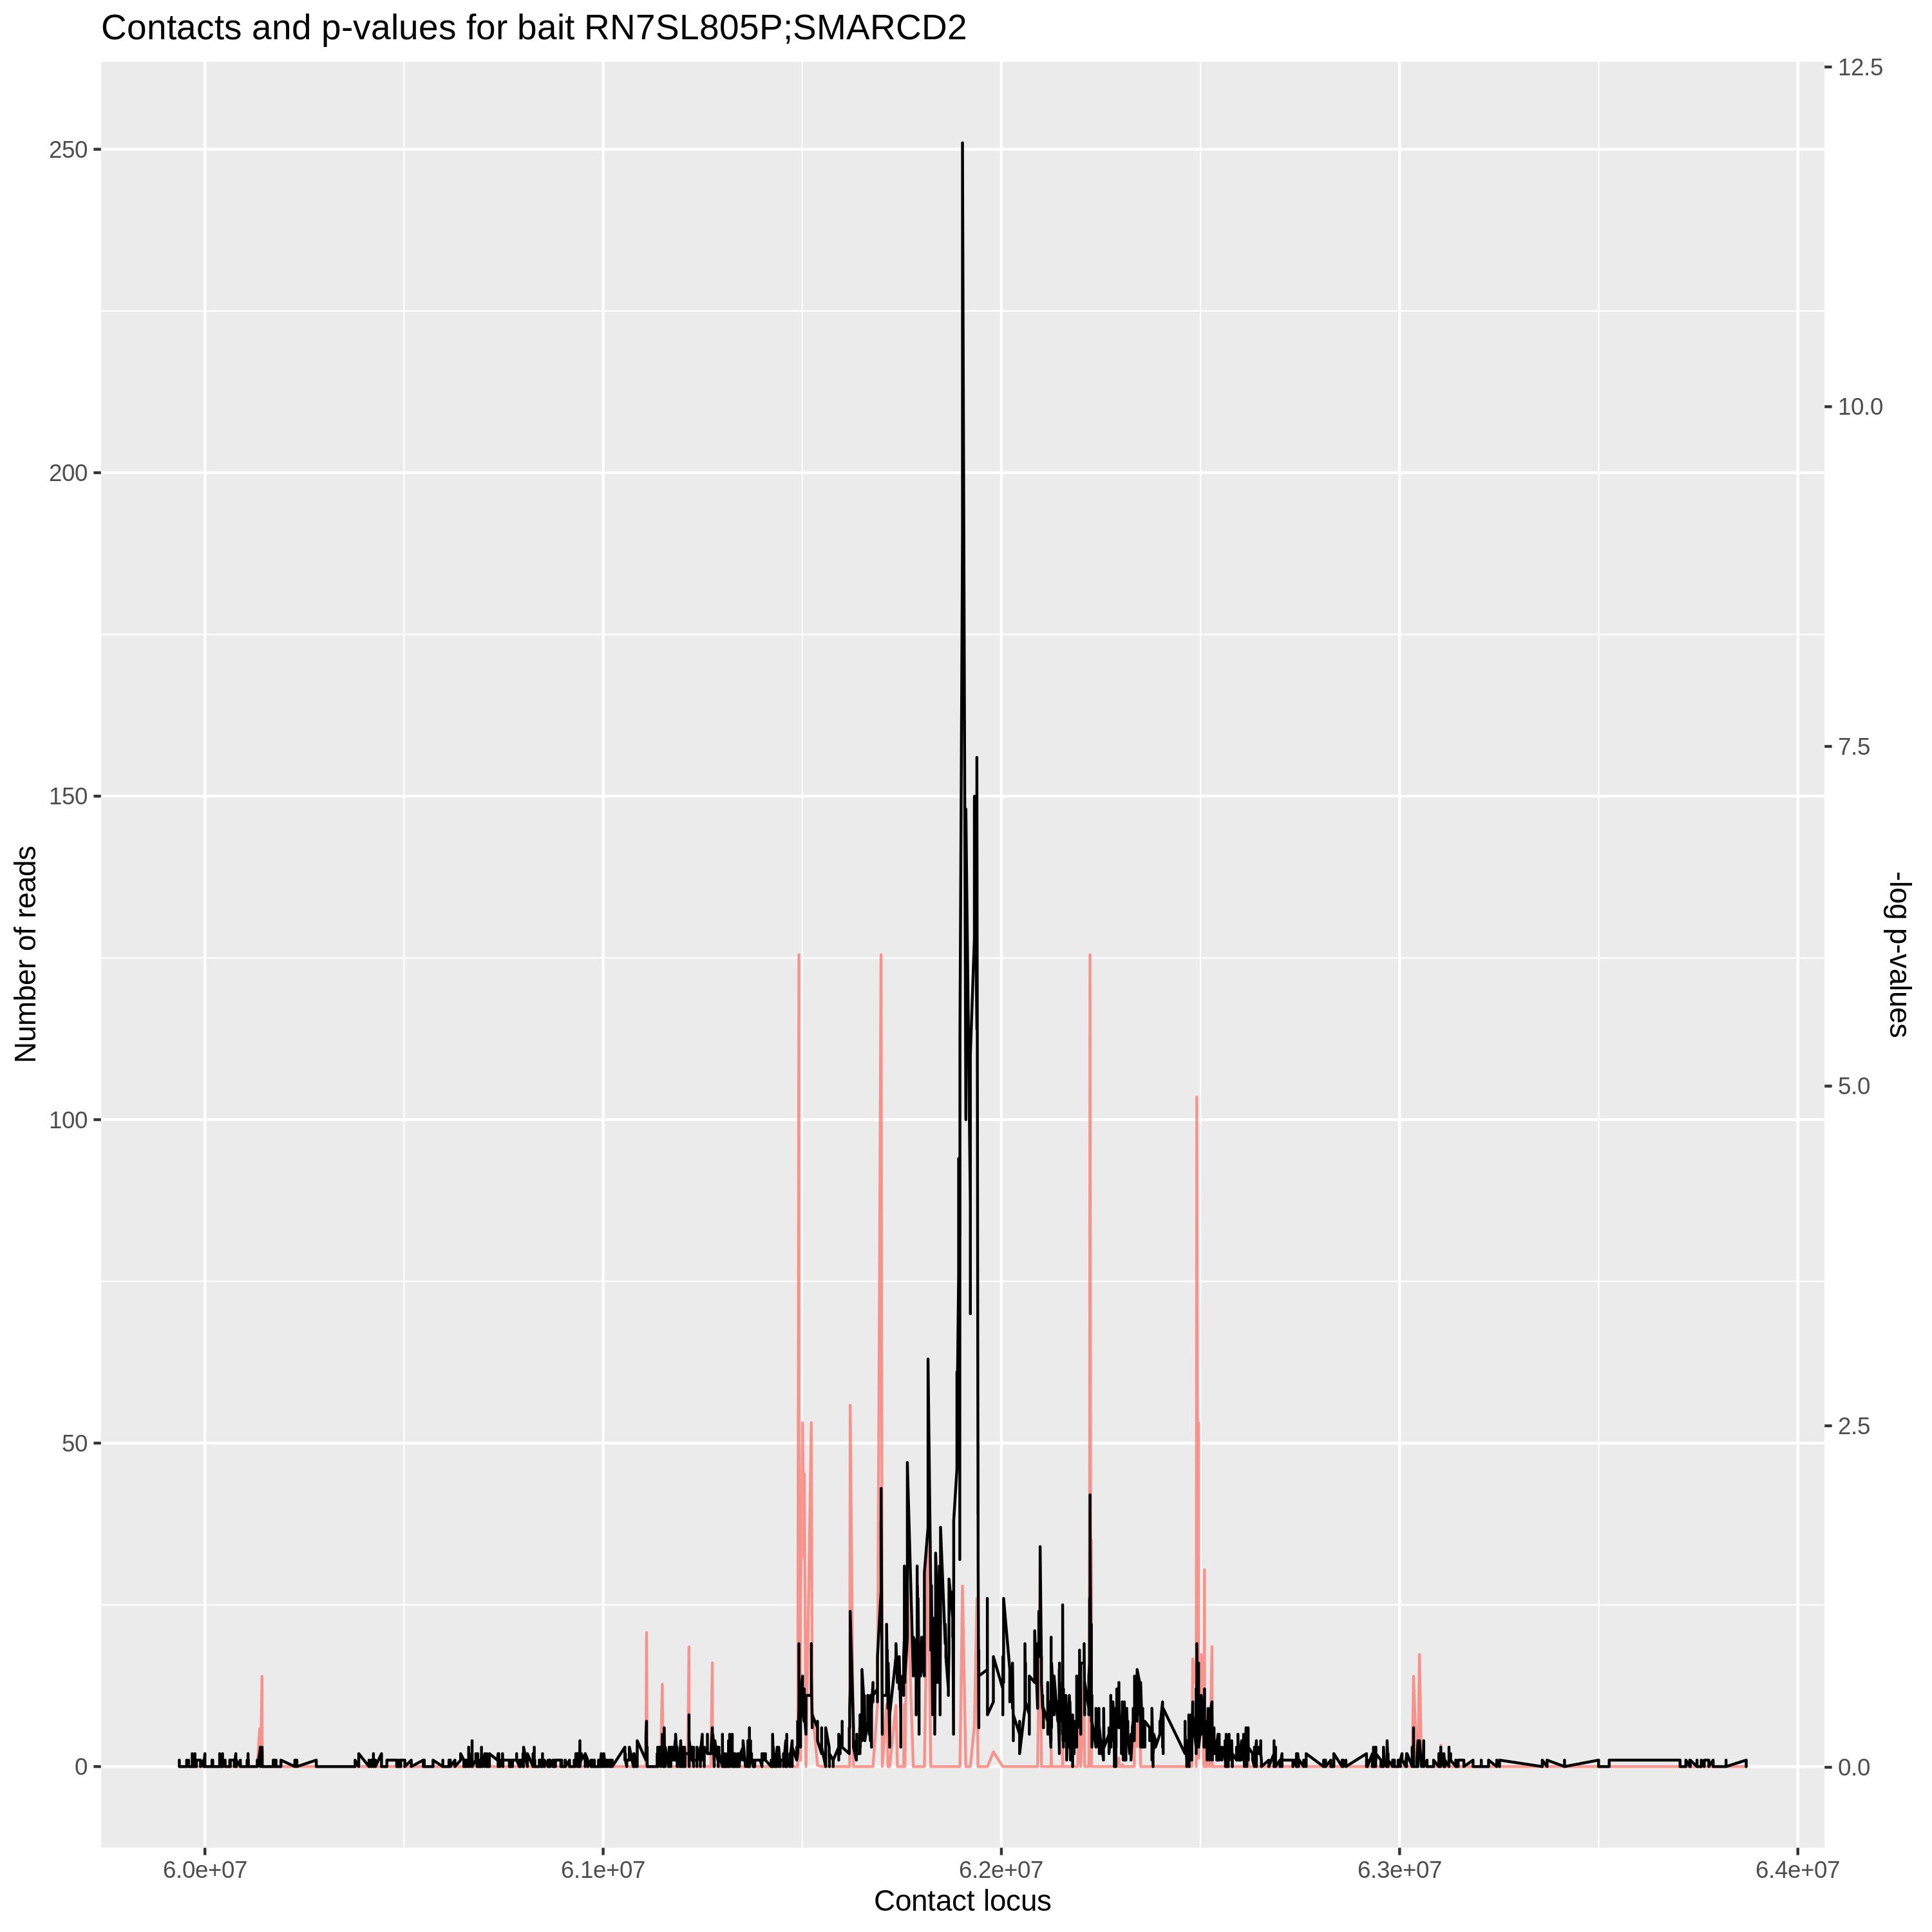 Contacts and p-values for bait RN7SL805P;SMARCD2
12.5
250
10.0
200
7.5
150
Number of reads
-log p-values
5.0
100
2.5
50
0
0.0
6.0e+07 6.1e+07 6.2e+07 6.3e+07 6.4e+07
Contact locus